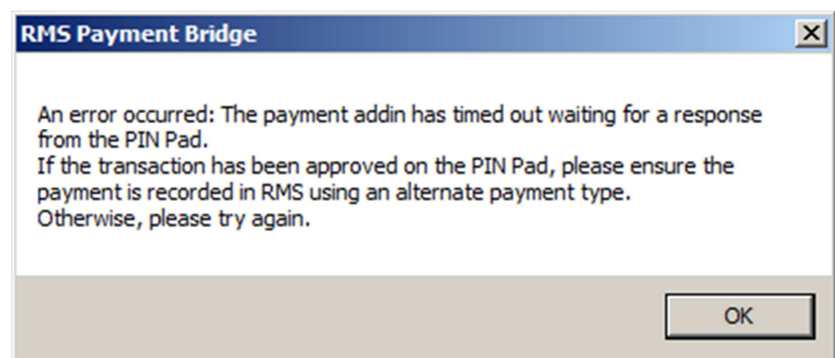 RMS Payment Bridge
An error occurred: The payment addin has timed out waiting for a response
from the PIN Pad.
If the transaction has been approved on the PIN Pad, please ensure the
payment is recorded in RMS using an alternate payment type.
Otherwise, please try again.
OK